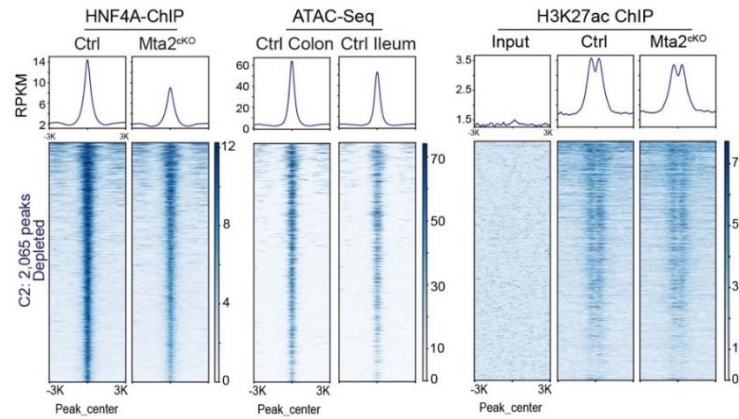 HNF4A-ChIP ATAC-Seq H3K27ac ChIP
Ctrl Mta2cKO Ctrl Colon Ctrl Ileum Input Ctrl Mta2cKO
RPKM
14
10
6
2
-3K 3K
60
40
20
0
-3K 3K
3.5
2.5
1.5
-3K 3K
C2: 2,065 peaks
Depleted
12
8
4
0
70
50
30
10
0
7
5
3
1
-3K 3K -3K 3K -3K 3K
Peak_center Peak_center Peak_center